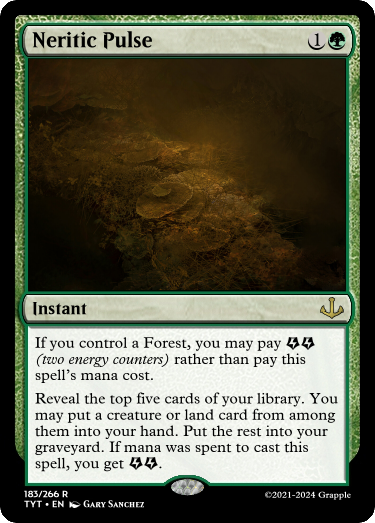 Neritic Pulse 1
Instant
If you control a Forest, you may pay
(two energy counters) rather than pay this
spell's mana cost.
Reveal the top five cards of your library. You
may put a creature or land card from among
them into your hand. Put the rest into your
graveyard. If mana was spent to cast this
spell, you get .
183/266 R
TYT • EN Gary Sanchez
©2021-2024 Grapple